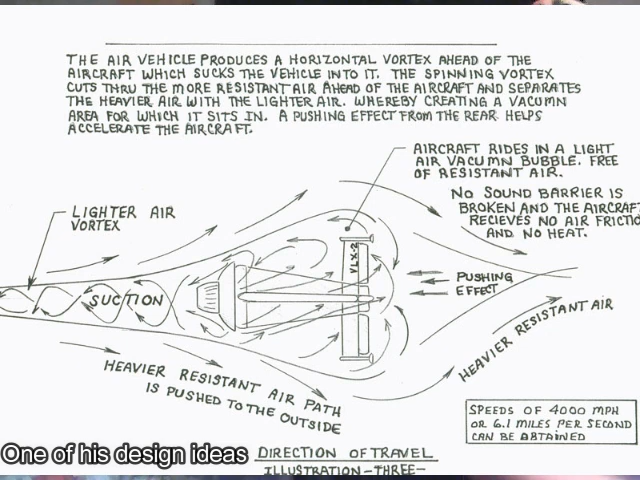 THE AIR VEHICLE PRODUCES A HORIZONTAL VORTEX AHEAD OF THE
AIRCRAFT WHICH SUCKS THE VEHICLE INTO IT. THE SPINNING VORTEX
CUTS THRU THE MORE RESISTANT AIR AHEAD OF THE AIRCRAFT AND SEPARATES
THE HEAVIER AIR WITH THE LIGHTER AIR. WHEREBY CREATING A VACUMN
AREA FOR WHICH IT SITS IN. A PUSHING EFFECT FROM THE REAR HELPS
ACCELERATE THE AIRCRAFT.
AIRCRAFT RIDES IN A LIGHT
AIR VACUMN BUBBLE. FREE
OF RESISTANT AIR.
NO SOUND BARRIER IS
BROKEN AND THE AIRCRAFT
RECIEVES NO AIR FRICTIO
AND NO HEAT.
LIGHTER AIR
VORTEX
VLX-2
SUCTION
PUSHING
EFFECT
HEAVIER RESISTANT AIR
HEAVIER RESISTANT AIR PATH
IS PUSHED TO THE OUTSIDE
SPEEDS OF 4000 MPH
OR 6.1 MILES PER SECOND
CAN BE OBTAINED
One of his design ideas
DIRECTION OF TRAVEL
ILLUSTRATION-THREE-